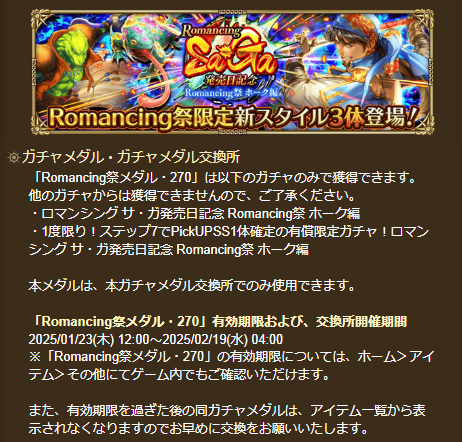 Romancing
SaGa
発売日記念
Romancing祭 ホーク編
Romancing祭限定新スタイル3体登場!
ガチャメダル・ガチャメダル交換所
「Romancing祭メダル・270」は以下のガチャのみで獲得できます。
他のガチャからは獲得できませんので、ご了承ください。
・ロマンシング サ・ガ発売日記念 Romancing祭 ホーク編
・1度限り！ステップ7でPickUPSS1体確定の有償限定ガチャ！ロマン
シング サ・ガ発売日記念 Romancing祭 ホーク編
本メダルは、本ガチャメダル交換所でのみ使用できます。
「Romancing祭メダル・270」有効期限および、交換所開催期間
2025/01/23(木) 12:00～2025/02/19(水) 04:00
※「Romancing祭メダル・270」の有効期限については、ホーム＞アイ
テム＞その他にてゲーム内でもご確認いただけます。
また、有効期限を過ぎた後の同ガチャメダルは、アイテム一覧から表
示されなくなりますのでお早めに交換をお願いいたします。